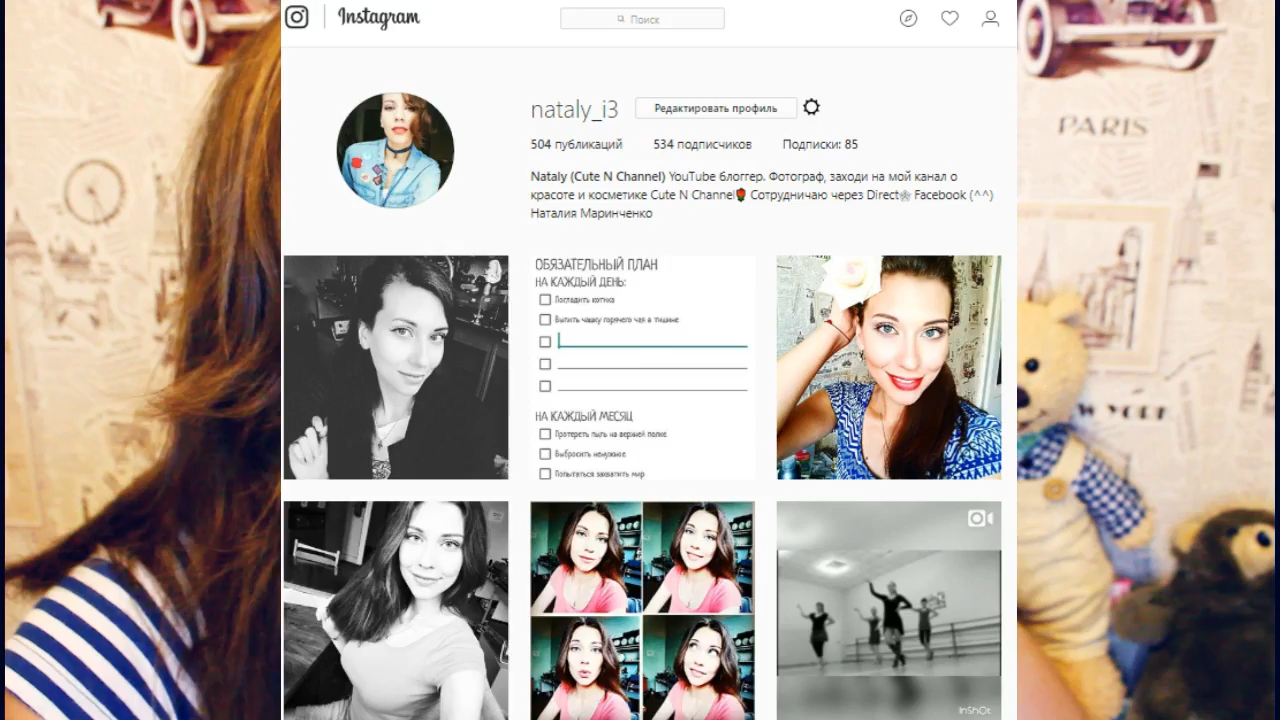 Instagram
Поиск
nataly_i3
Редактировать профиль
504 публикаций 534 подписчиков Подписки: 85
Nataly (Cute N Channel) YouTube блоггер. Фотограф, заходи на мой канал о
красоте и косметике Cute N Channel🌹 Сотрудничаю через Direct🌸 Facebook (^^)
Наталия Маринченко
ОБЯЗАТЕЛЬНЫЙ ПЛАН
НА КАЖДЫЙ ДЕНЬ:
Погладить котика
Выпить чашку горячего чая в тишине
НА КАЖДЫЙ МЕСЯЦ
Протереть пыль на верхней полке
Выбросить ненужное
Попытаться захватить мир
PARIS
YORK
InShOt